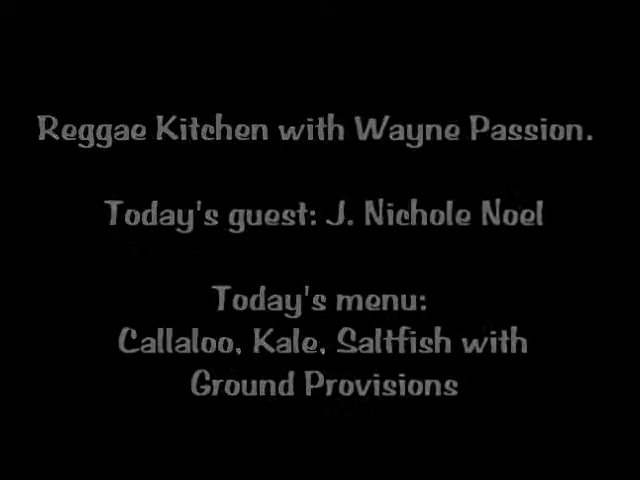 Reggae Kitchen with Wayne Passion.
Today's guest: J. Nichole Noel
Today's menu:
Callaloo, Kale, Saltfish with
Ground Provisions